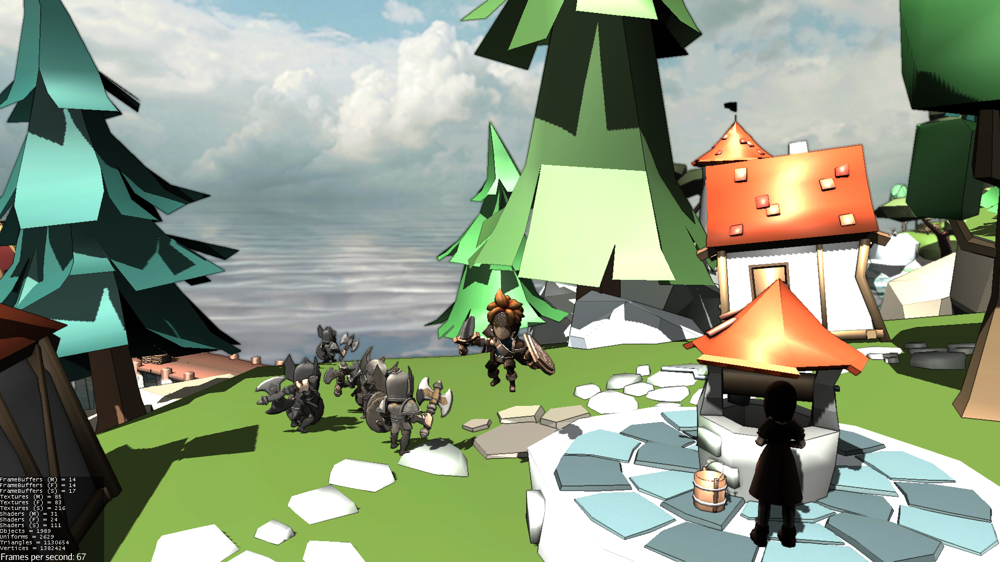 FrameBuffers (M) = 14
FrameBuffers (F) = 14
FrameBuffers (S) = 17
Textures (M) = 85
Textures (F) = 83
Textures (S) = 216
Shaders (M) = 31
Shaders (F) = 24
Shaders (S) = 111
Objects = 1989
Uniforms = 2629
Triangles = 1130654
Vertices = 1382424
Frames per second: 67